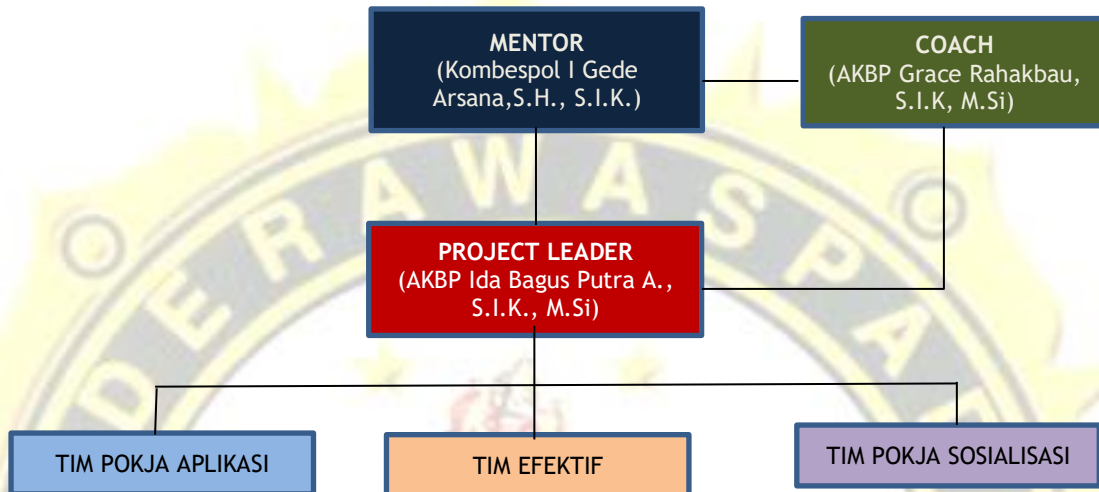 MENTOR
(Kombespol I Gede
Arsana,S.H., S.I.K.)
COACH
(AKBP Grace Rahakbau,
S.I.K, M.Si)
DERAWASPA
PROJECT LEADER
(AKBP Ida Bagus Putra A.,
S.I.K., M.Si)
TIM POKJA APLIKASI
TIM EFEKTIF
TIM POKJA SOSIALISASI